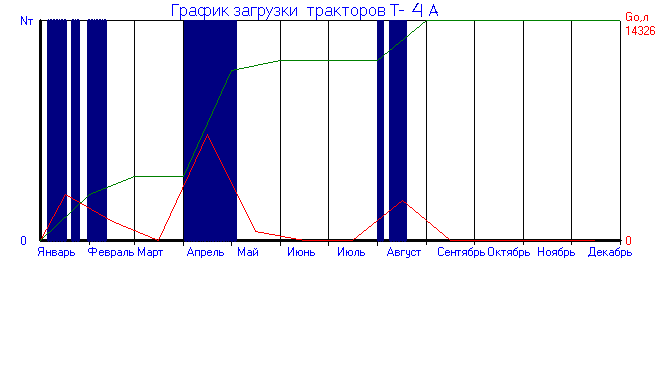 График загрузки тракторов Т- 4 А
Nт
Go,л
14326
0
0
Январь Февраль Март Апрель Май Июнь Июль Август Сентябрь Октябрь Ноябрь Декабрь